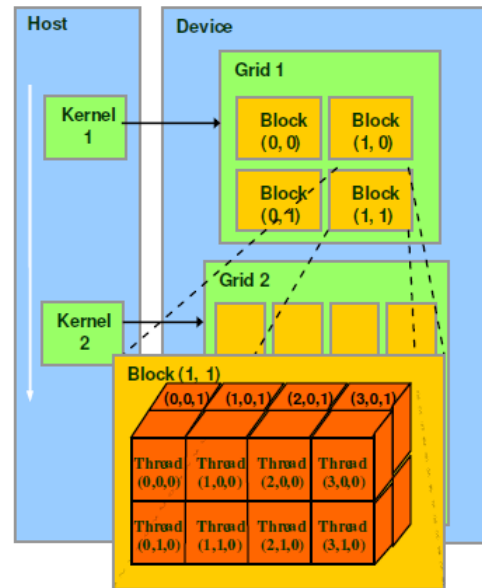 Host
Device
Grid 1
Kernel
1
Block
(0, 0)
Block
(1, 0)
Block
(0, 1)
Block
(1, 1)
Grid 2
Kernel
2
Block (1, 1)
(0,0,1) (1,0,1) (2,0,1) (3,0,1)
Thread
(0,0,0)
Thread
(1,0,0)
Thread
(2,0,0)
Thread
(3,0,0)
Thread
(0,1,0)
Thread
(1,1,0)
Thread
(2,1,0)
Thread
(3,1,0)